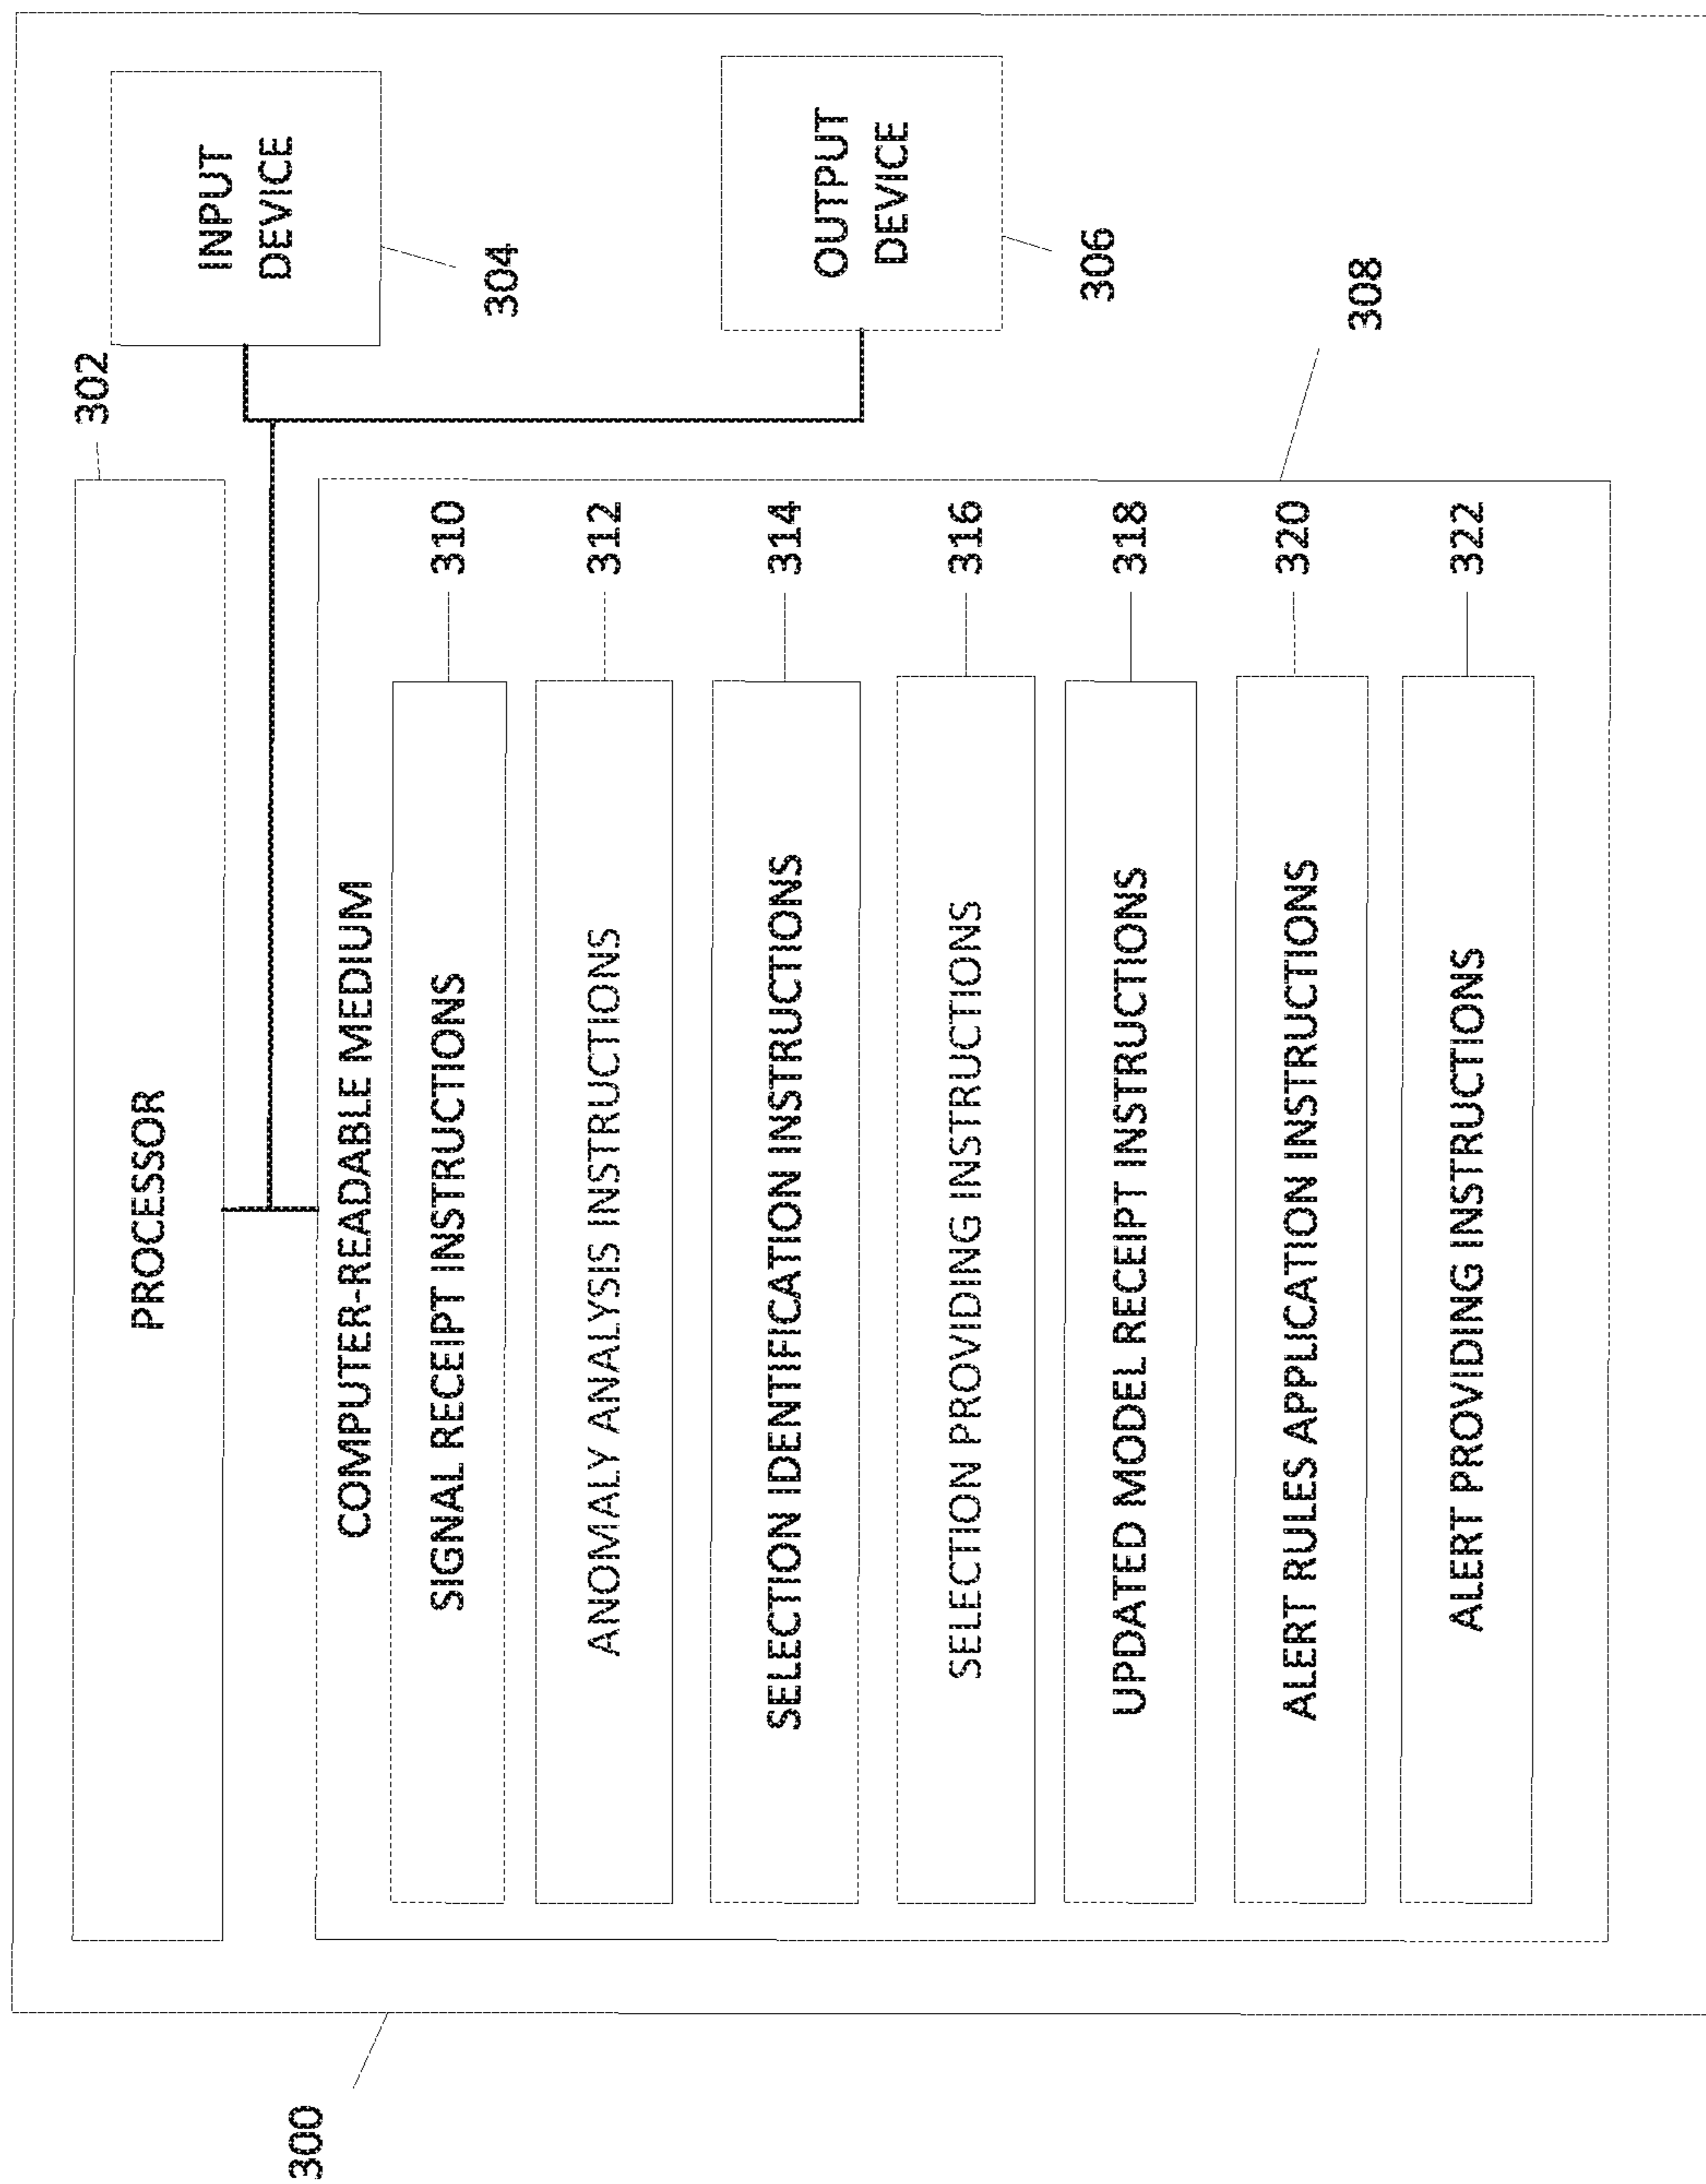 300
PROCESSOR
302
INPUT
DEVICE
304
COMPUTER-READABLE MEDIUM
SIGNAL RECEIPT INSTRUCTIONS
310
ANOMALY ANALYSIS INSTRUCTIONS
312
SELECTION IDENTIFICATION INSTRUCTIONS
314
OUTPUT
DEVICE
306
SELECTION PROVIDING INSTRUCTIONS
316
UPDATED MODEL RECEIPT INSTRUCTIONS
318
ALERT RULES APPLICATION INSTRUCTIONS
320
308
ALERT PROVIDING INSTRUCTIONS
322